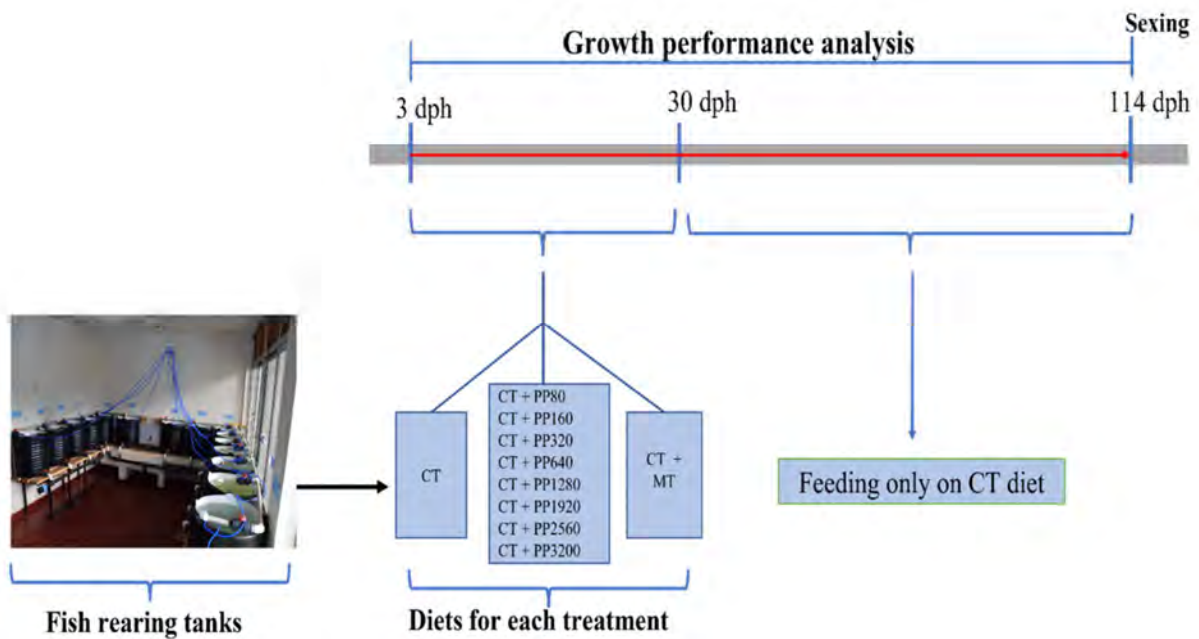 Sexing
Growth performance analysis
3 dph
30 dph
114 dph
CT
CT + PP80
CT + PP160
CT + PP320
CT + PP640
CT + PP1280
CT + PP1920
CT + PP2560
CT + PP3200
CT +
MT
Feeding only on CT diet
Fish rearing tanks
Diets for each treatment